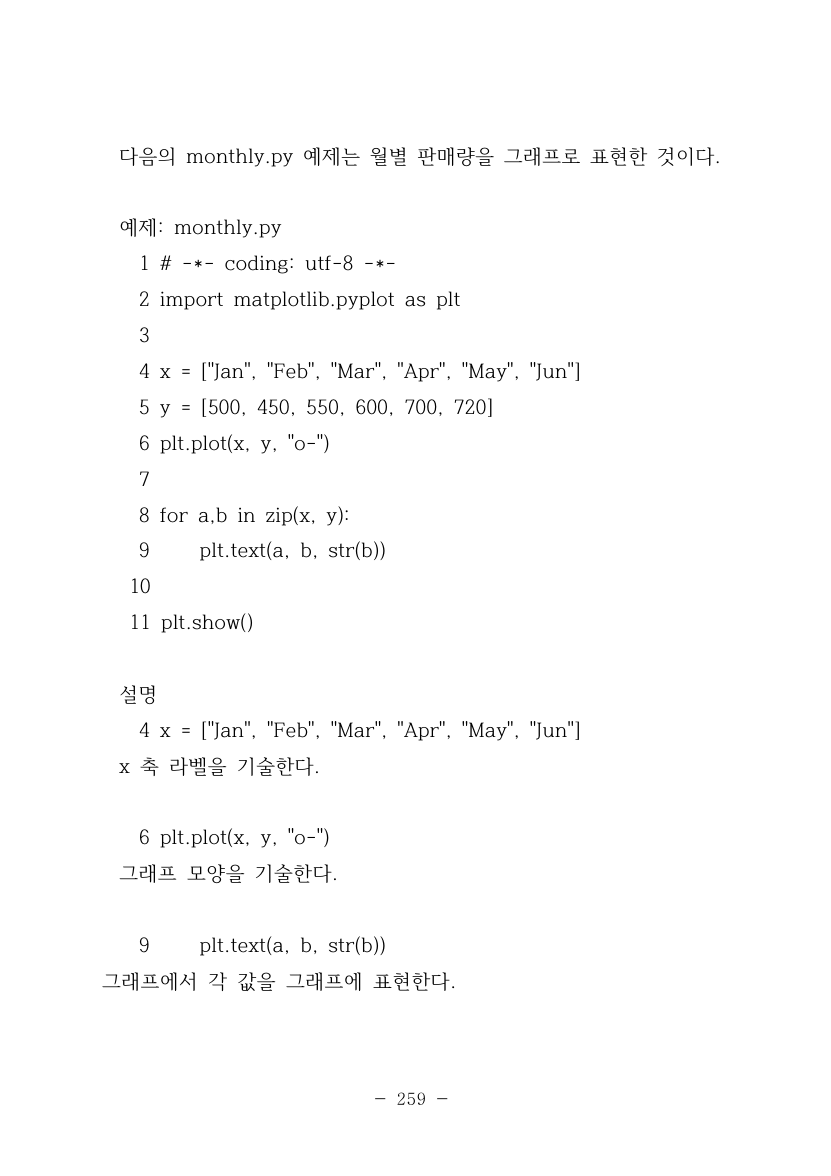 다음의 monthly.py 예제는 월별 판매량을 그래프로 표현한 것이다.
예제: monthly.py
1 # -*- coding: utf-8 -*-
2 import matplotlib.pyplot as plt
3
4 x = ["Jan", "Feb", "Mar", "Apr", "May", "Jun"]
5 y = [500, 450, 550, 600, 700, 720]
6 plt.plot(x, y, "o-")
7
8 for a,b in zip(x, y):
9     plt.text(a, b, str(b))
10
11 plt.show()
설명
4 x = ["Jan", "Feb", "Mar", "Apr", "May", "Jun"]
x 축 라벨을 기술한다.
6 plt.plot(x, y, "o-")
그래프 모양을 기술한다.
9     plt.text(a, b, str(b))
그래프에서 각 값을 그래프에 표현한다.
- 259 -